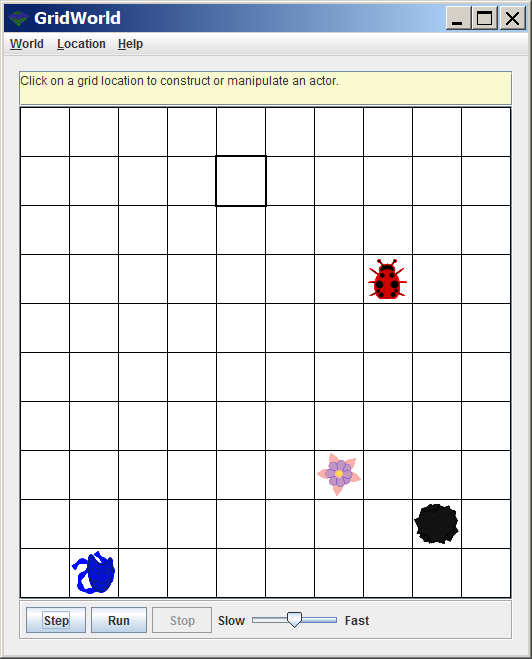 GridWorld
World Location Help
Click on a grid location to construct or manipulate an actor.
Step Run Stop Slow Fast